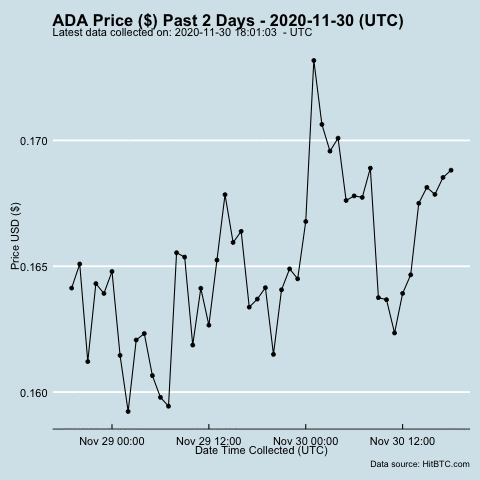 ADA Price ($) Past 2 Days - 2020-11-30 (UTC)
Latest data collected on: 2020-11-30 18:01:03  - UTC
0.170
0.165
0.160
Price USD ($)
Nov 29 00:00 Nov 29 12:00 Nov 30 00:00 Nov 30 12:00
Date Time Collected (UTC)
Data source: HitBTC.com